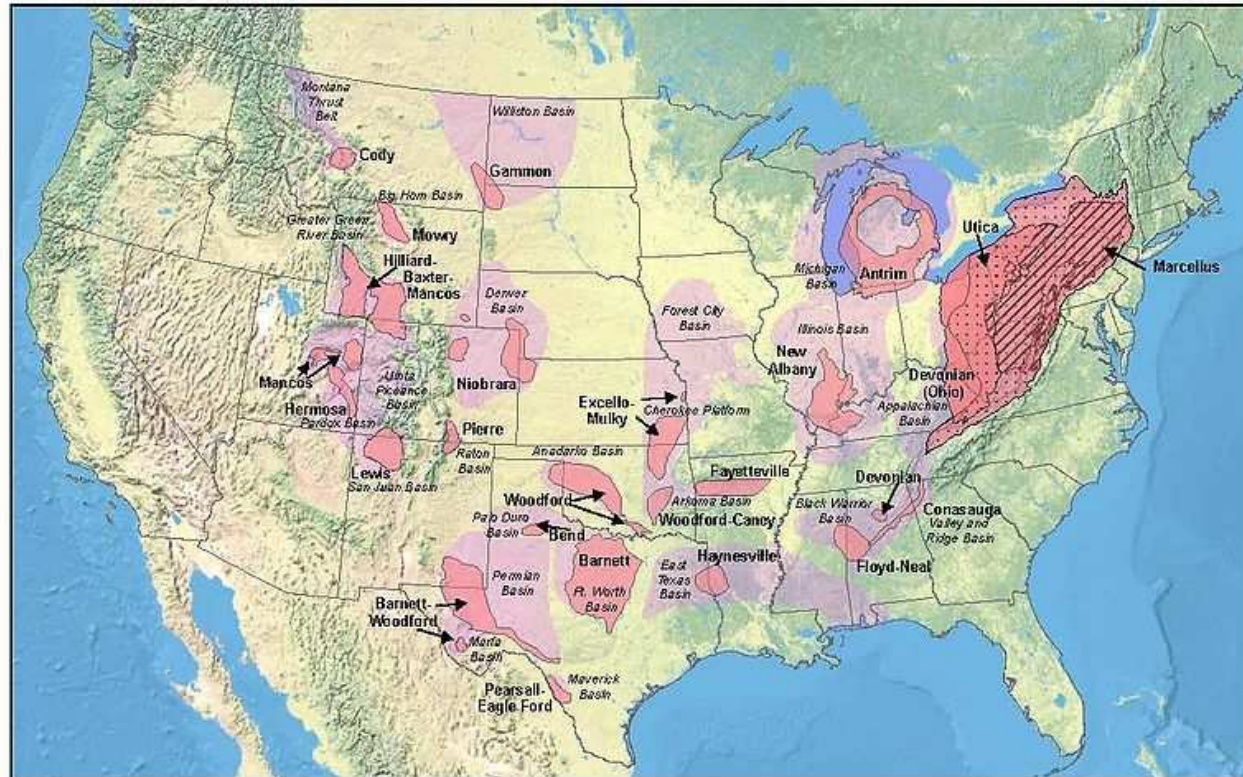 Montana
Thrust
Belt
Williston Basin
Cody
Gammon
Big Horn Basin
Greater Green
River Basin
Mowry
Hilliard-
Baxter-
Mancos
Utica
Marcellus
Michigan
Basin
Antrim
Denver
Basin
Forest City
Basin
Illinois Basin
New
Albany
Mancos
Uinta
Piceance
Basin
Niobrara
Devonian
(Ohio)
Hermosa
Paradox Basin
Excello-
Mulky
Cherokee Platform
Appalachian
Basin
Pierre
Raton
Basin
Anadarko Basin
Lewis
San Juan Basin
Fayetteville
Devonian
Woodford
Arkoma Basin
Woodford-Caney
Black Warrior
Basin
Conasauga
Valley and
Ridge Basin
Palo Duro
Basin
Bend
Barnett
Haynesville
Floyd-Neal
Permian
Basin
East
Texas
Basin
Ft. Worth
Basin
Barnett-
Woodford
Marfa
Basin
Maverick
Basin
Pearsall-
Eagle Ford